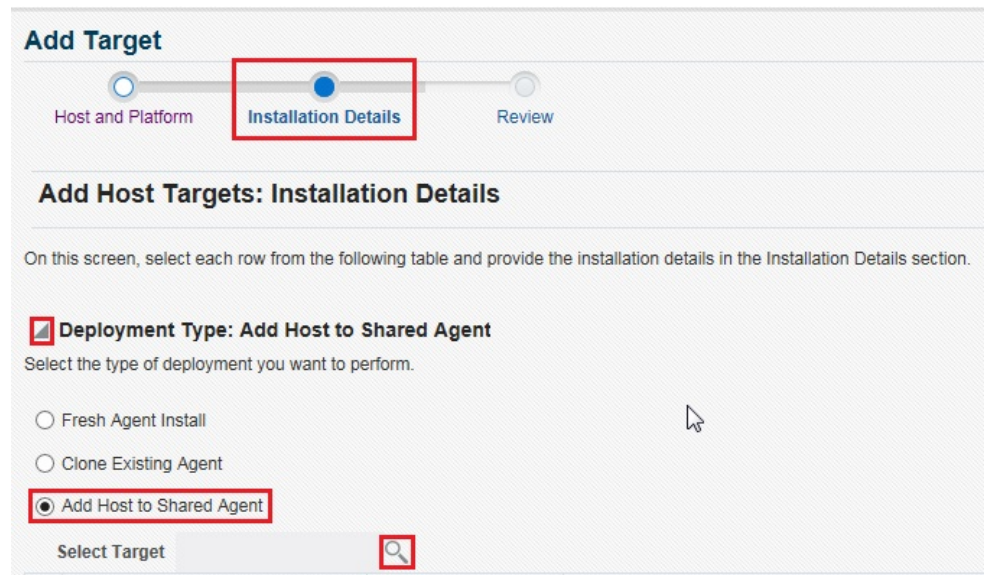 Add Target
Host and Platform
Installation Details
Review
Add Host Targets: Installation Details
On this screen, select each row from the following table and provide the installation details in the Installation Details section.
Deployment Type: Add Host to Shared Agent
Select the type of deployment you want to perform.
Fresh Agent Install
Clone Existing Agent
Add Host to Shared Agent
Select Target